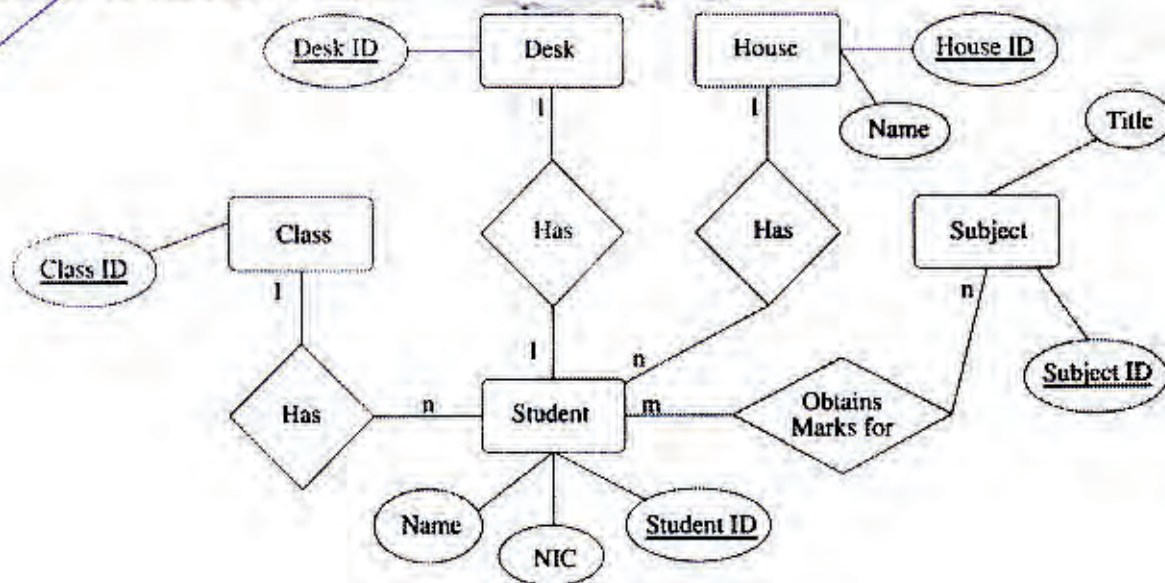 Desk ID
Desk
House
House ID
Name
Title
1
1
Class
Has
Has
Subject
Class ID
1
n
1
n
Subject ID
Has
n
Student
m
Obtains
Marks for
Name
NIC
Student ID